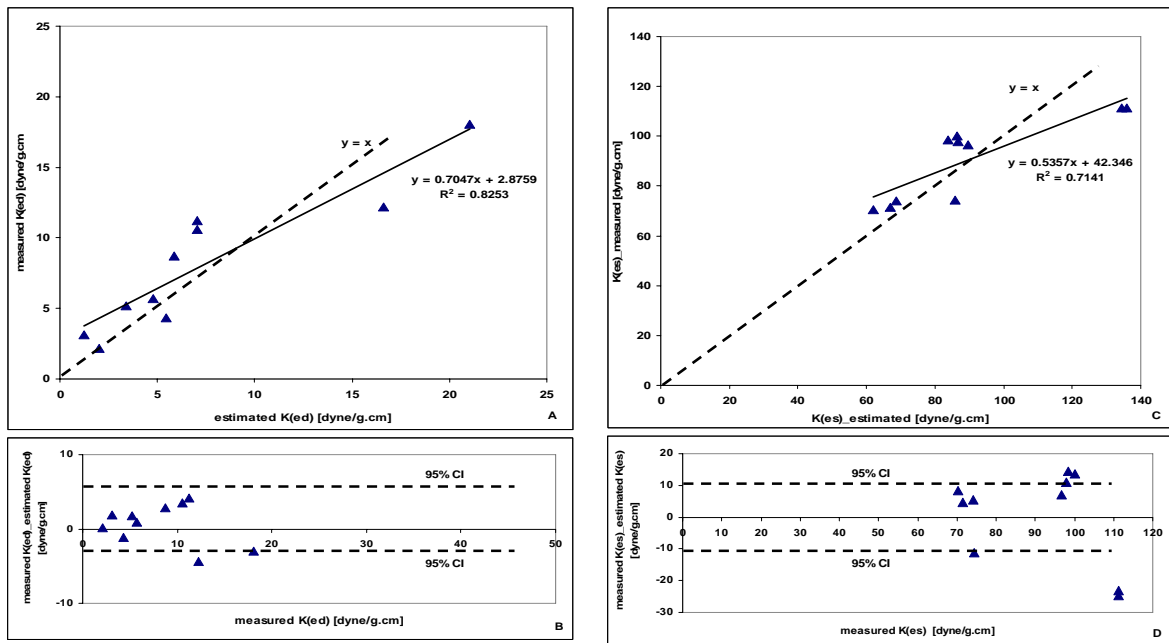 25
20
15
10
5
0
0
5
10
15
20
25
measured K(ed) [dyne/g.cm]
estimated K(ed) [dyne/g.cm]
y = x
y = 0.7047x + 2.8759
R² = 0.8253
A
140
120
100
80
60
40
20
0
0
20
40
60
80
100
120
140
K(es)_measured [dyne/g.cm]
K(es)_estimated [dyne/g.cm]
y = x
y = 0.5357x + 42.346
R² = 0.7141
C
10
0
-10
0
10
20
30
40
50
measured K(ed)_estimated K(ed)
[dyne/g.cm]
95% CI
95% CI
measured K(ed) [dyne/g.cm]
B
20
10
0
-10
-20
-30
0
10
20
30
40
50
60
70
80
90
100
110
120
measured K(es)_estimated K(es)
[dyne/g.cm]
95% CI
95% CI
measured K(es) [dyne/g.cm]
D